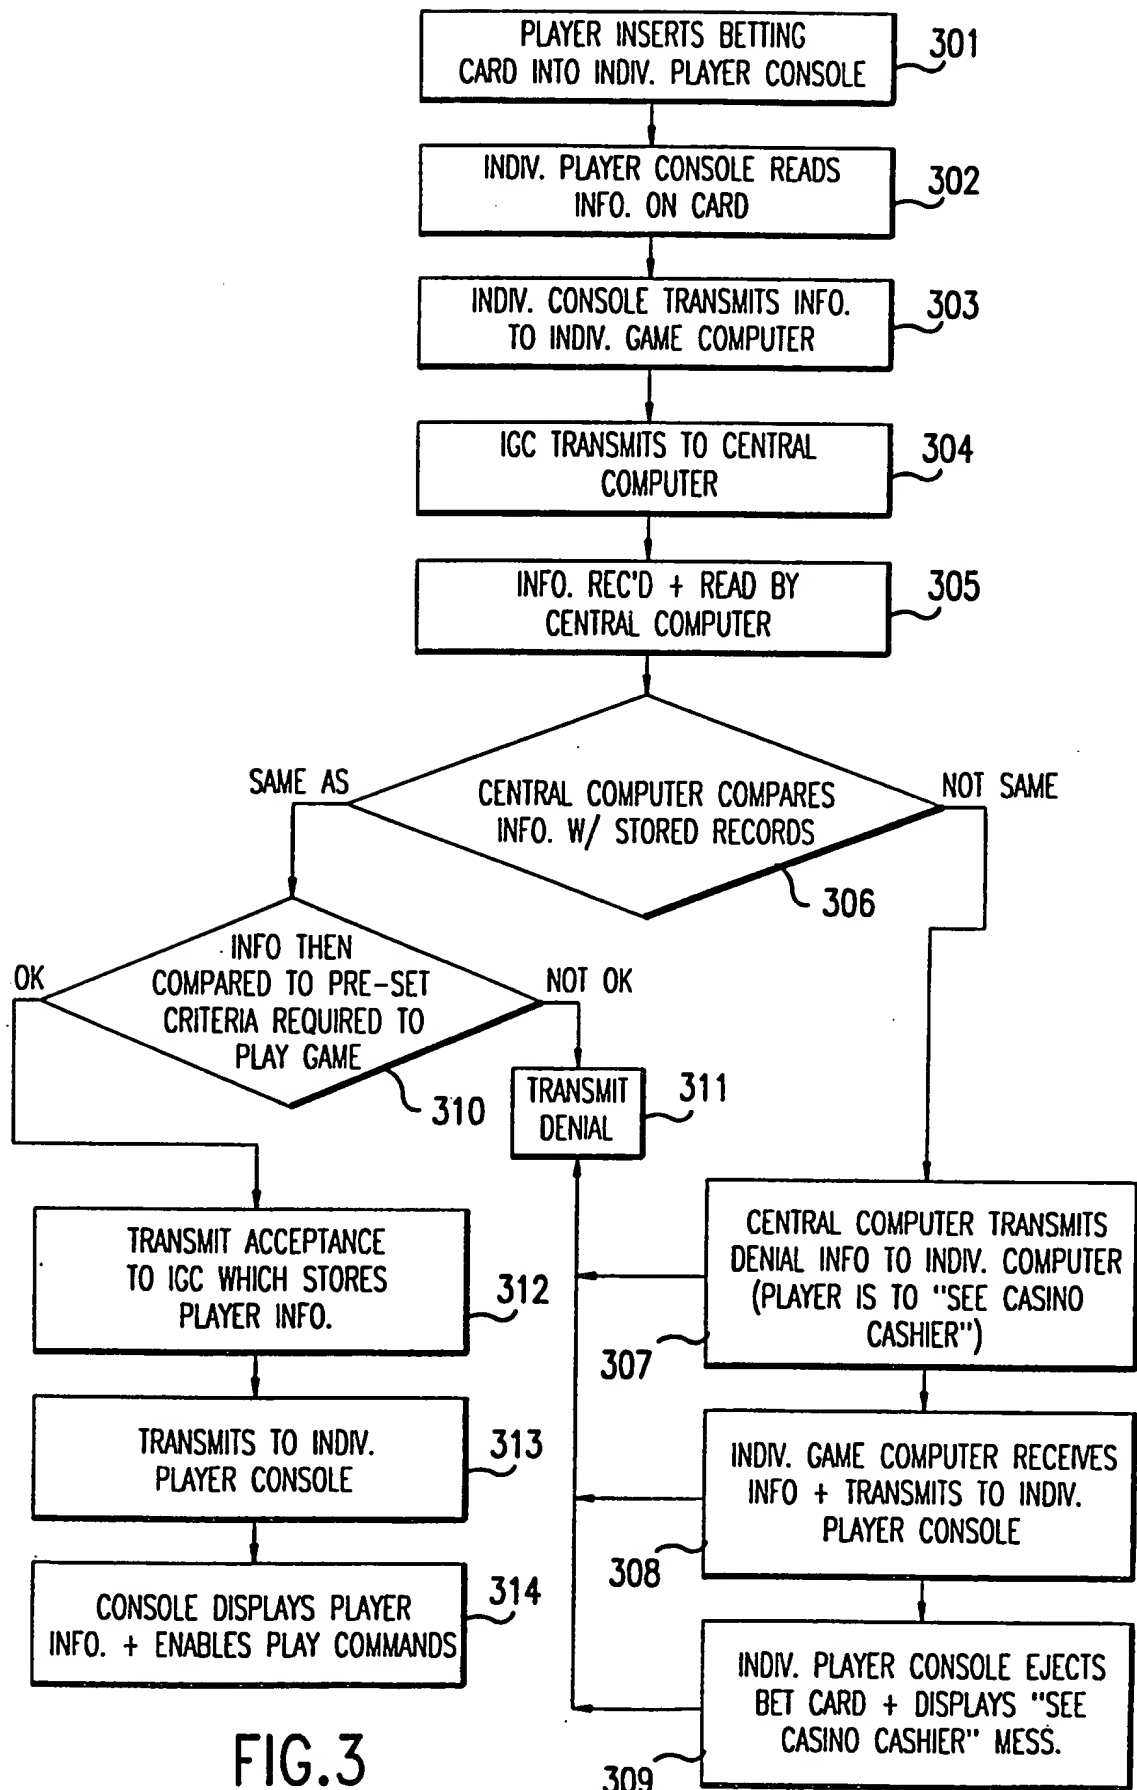 PLAYER INSERTS BETTING
CARD INTO INDIV. PLAYER CONSOLE
301
INDIV. PLAYER CONSOLE READS
INFO. ON CARD
302
INDIV. CONSOLE TRANSMITS INFO.
TO INDIV. GAME COMPUTER
303
IGC TRANSMITS TO CENTRAL
COMPUTER
304
INFO. REC'D + READ BY
CENTRAL COMPUTER
305
SAME AS
CENTRAL COMPUTER COMPARES
INFO. W/ STORED RECORDS
NOT SAME
306
OK
INFO THEN
COMPARED TO PRE-SET
CRITERIA REQUIRED TO
PLAY GAME
NOT OK
310
TRANSMIT
DENIAL
311
TRANSMIT ACCEPTANCE
TO IGC WHICH STORES
PLAYER INFO.
312
CENTRAL COMPUTER TRANSMITS
DENIAL INFO TO INDIV. COMPUTER
(PLAYER IS TO "SEE CASINO
CASHIER")
307
TRANSMITS TO INDIV.
PLAYER CONSOLE
313
INDIV. GAME COMPUTER RECEIVES
INFO + TRANSMITS TO INDIV.
PLAYER CONSOLE
308
CONSOLE DISPLAYS PLAYER
INFO. + ENABLES PLAY COMMANDS
314
INDIV. PLAYER CONSOLE EJECTS
BET CARD + DISPLAYS "SEE
CASINO CASHIER" MESS.
309
FIG.3